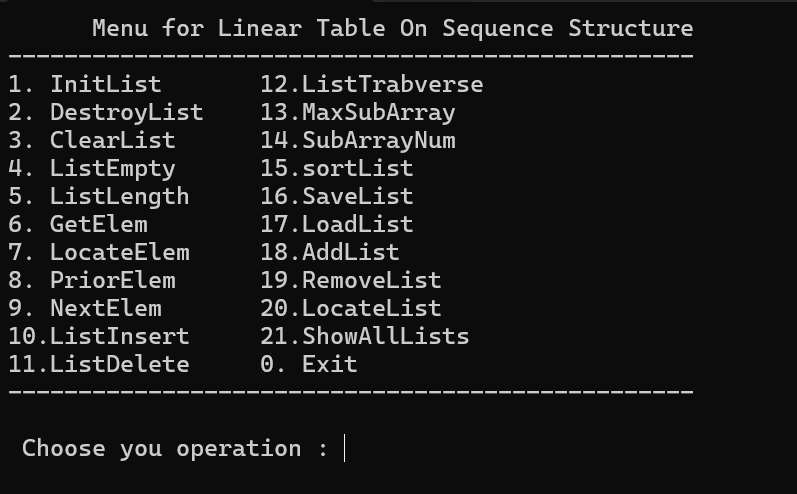 Menu for Linear Table On Sequence Structure
-------------------------------------------------
1. InitList       12.ListTrabverse
2. DestroyList    13.MaxSubArray
3. ClearList      14.SubArrayNum
4. ListEmpty      15.sortList
5. ListLength     16.SaveList
6. GetElem        17.LoadList
7. LocateElem     18.AddList
8. PriorElem      19.RemoveList
9. NextElem       20.LocateList
10.ListInsert     21.ShowAllLists
11.ListDelete     0. Exit
-------------------------------------------------
Choose you operation :